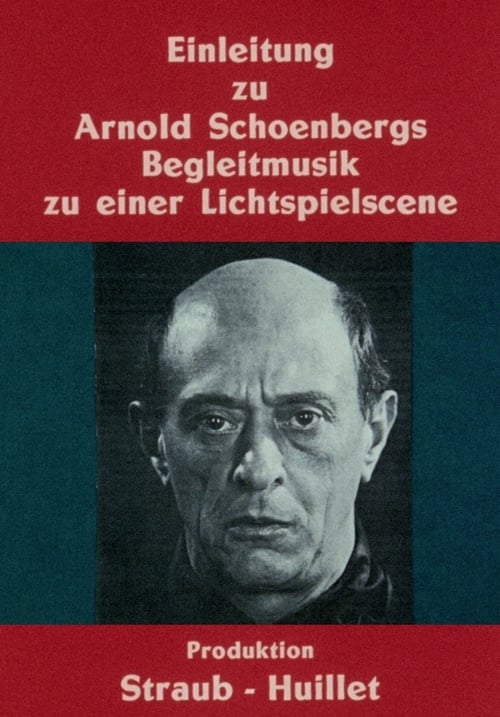 Einleitung
zu
Arnold Schoenbergs
Begleitmusik
zu einer Lichtspielscene
Produktion
Straub - Huillet